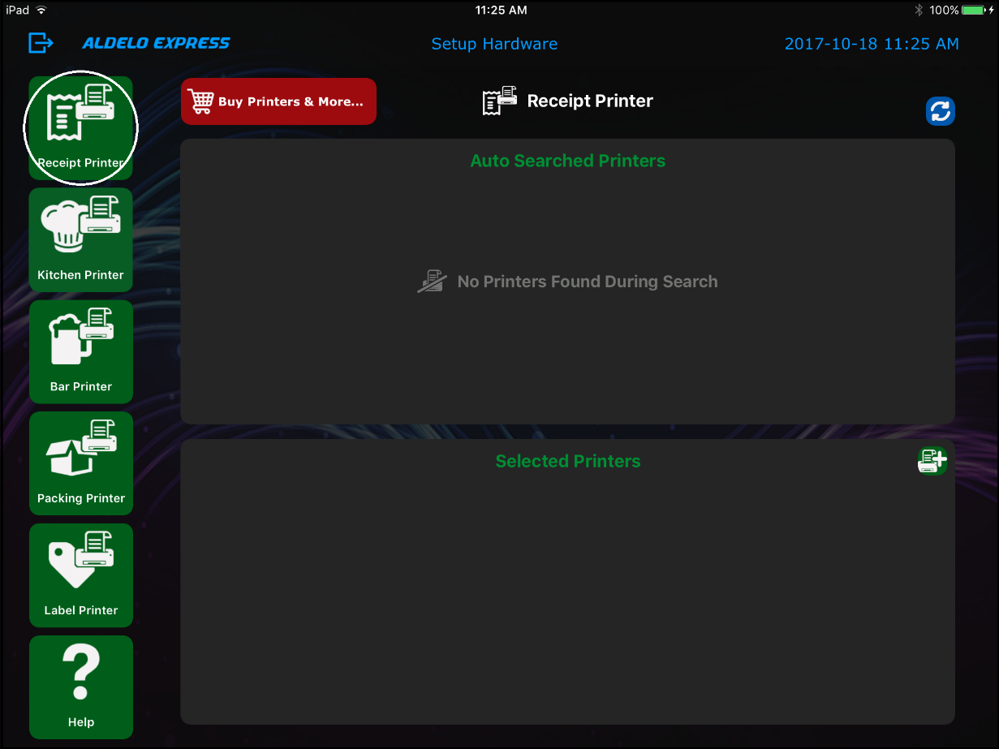 iPad 11:25 AM 100%
ALDELO EXPRESS Setup Hardware 2017-10-18 11:25 AM
Receipt Printer
Kitchen Printer
Bar Printer
Packing Printer
Label Printer
Help
Buy Printers & More...
Receipt Printer
Auto Searched Printers
No Printers Found During Search
Selected Printers